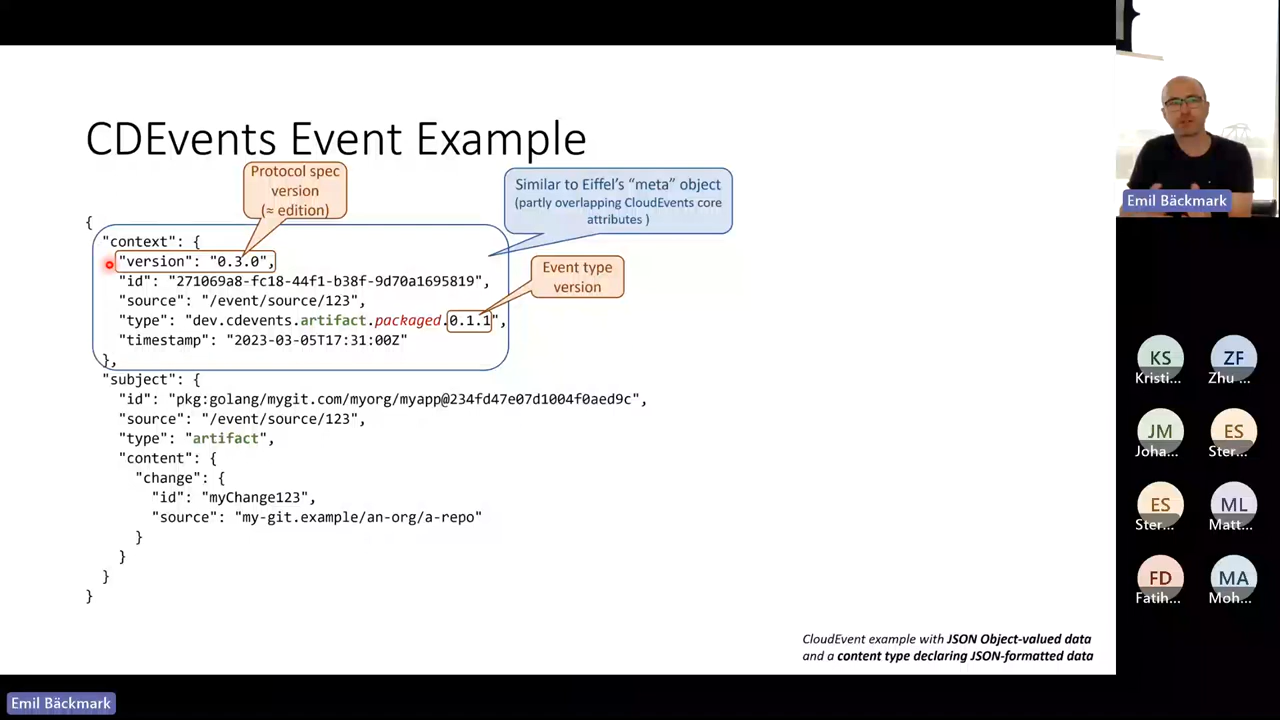 CDEvents Event Example
Protocol spec
version
(≈ edition)
Similar to Eiffel's “meta” object
(partly overlapping CloudEvents core
attributes )
Event type
version
{
"context": {
"version": "0.3.0",
"id": "271069a8-fc18-44f1-b38f-9d70a1695819",
"source": "/event/source/123",
"type": "dev.cdevents.artifact.packaged.0.1.1",
"timestamp": "2023-03-05T17:31:00Z"
},
"subject": {
"id": "pkg:golang/mygit.com/myorg/myapp@234fd47e07d1004f0aed9c",
"source": "/event/source/123",
"type": "artifact",
"content": {
"change": {
"id": "myChange123",
"source": "my-git.example/an-org/a-repo"
}
}
}
}
CloudEvent example with JSON Object-valued data
and a content type declaring JSON-formatted data
Emil Bäckmark
KS
Kristi...
ZF
Zhu ...
JM
Joha...
ES
Ster...
ES
Ster...
ML
Matt...
FD
Fatih...
MA
Moh...
Emil Bäckmark